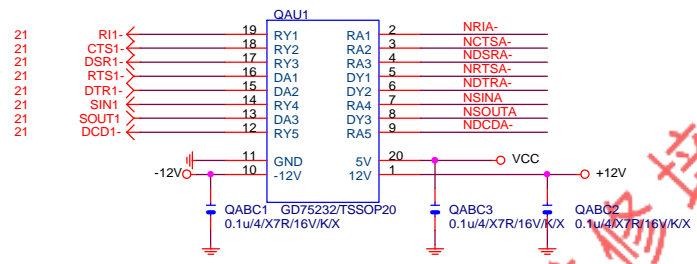 QAU1
21 RI1- 19 RY1 RA1 2 NRIA-
21 CTS1- 18 RY2 RA2 3 NCTSA-
21 DSR1- 17 RY3 RA3 4 NDSRA-
21 RTS1- 16 DA1 DY1 5 NRTSA-
21 DTR1- 15 DA2 DY2 6 NDTRA-
21 SIN1 14 RY4 RA4 7 NSINA
21 SOUT1 13 DA3 DY3 8 NSOUTA
21 DCD1- 12 RY5 RA5 9 NDCDA-
11 GND 5V 20 VCC
-12V 10 -12V 12V 1 +12V
QABC1 GD75232/TSSOP20 QABC3 QABC2
0.1u/4/X7R/16V/K/X 0.1u/4/X7R/16V/K/X 0.1u/4/X7R/16V/K/X
修 培